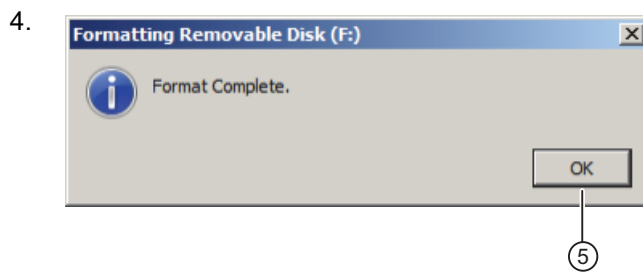 4.
Formatting Removable Disk (F:)
Format Complete.
OK
5